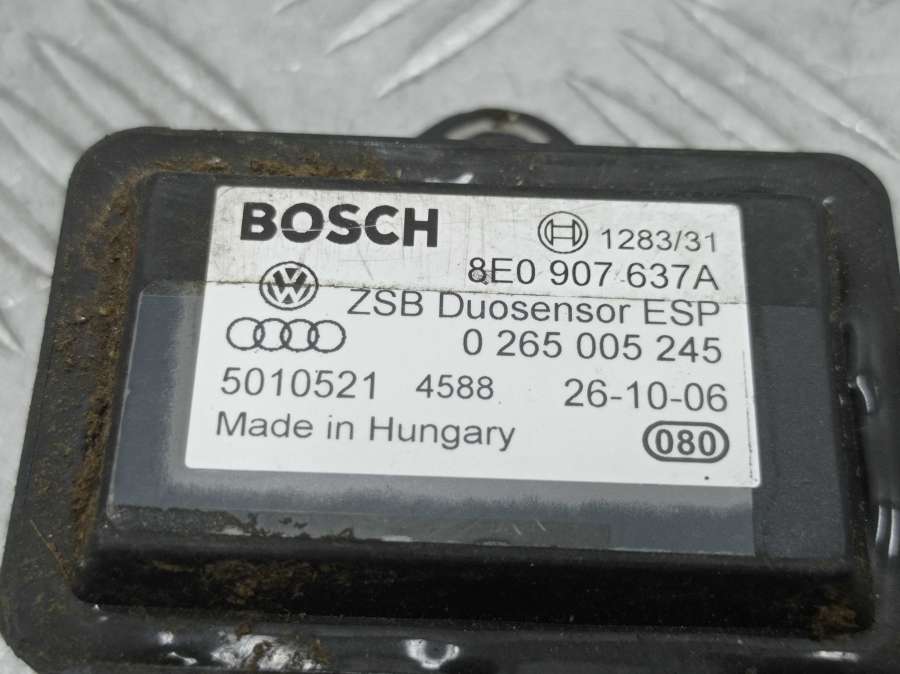 BOSCH
1283/31
8E0 907 637A
ZSB Duosensor ESP
0 265 005 245
5010521 4588 26-10-06
Made in Hungary 080